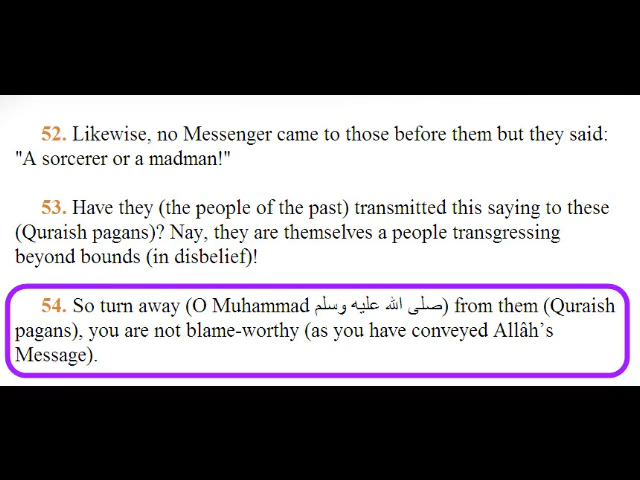 52. Likewise, no Messenger came to those before them but they said:
"A sorcerer or a madman!"
53. Have they (the people of the past) transmitted this saying to these
(Quraish pagans)? Nay, they are themselves a people transgressing
beyond bounds (in disbelief)!
54. So turn away (O Muhammad صلى الله عليه وسلم) from them (Quraish
pagans), you are not blame-worthy (as you have conveyed Allâh’s
Message).